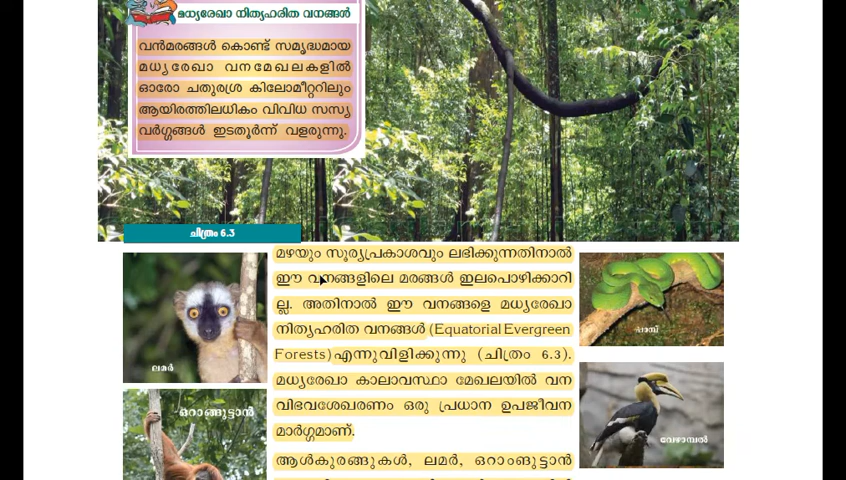 മധ്യരേഖാ നിത്യഹരിത വനങ്ങൾ
വൻമരങ്ങൾ കൊണ്ട് സമൃദ്ധമായ
മധ്യരേഖാ വനമേഖലകളിൽ
ഓരോ ചതുരശ്ര കിലോമീറ്ററിലും
ആയിരത്തിലധികം വിവിധ സസ്യ
വർഗ്ഗങ്ങൾ ഇടതൂർന്ന് വളരുന്നു.
ചിത്രം 6.3
മഴയും സൂര്യപ്രകാശവും ലഭിക്കുന്നതിനാൽ
ഈ വനങ്ങളിലെ മരങ്ങൾ ഇലപൊഴിക്കാറി
ല്ല. അതിനാൽ ഈ വനങ്ങളെ മധ്യരേഖാ
നിത്യഹരിത വനങ്ങൾ (Equatorial Evergreen
Forests) എന്നുവിളിക്കുന്നു (ചിത്രം 6.3).
മധ്യരേഖാ കാലാവസ്ഥാ മേഖലയിൽ വന
വിഭവശേഖരണം ഒരു പ്രധാന ഉപജീവന
മാർഗ്ഗമാണ്.
ആൾകുരങ്ങുകൾ, ലമർ, ഒറാംങുട്ടാൻ
ലമർ
ഒറാങ്ങൂട്ടാൻ
പാമ്പ്
വേഴാമ്പൽ